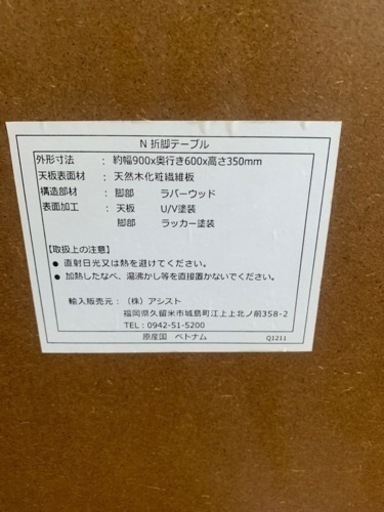 N 折脚テーブル
外形寸法： 約幅900x奥行き600x高さ350mm
天板表面材： 天然木化粧繊維板
構造部材： 脚部 ラバーウッド
表面加工： 天板 U/V塗装
脚部 ラッカー塗装
【取扱上の注意】
● 直射日光又は熱を避けてください。
● 加熱したなべ、湯沸かし等を直接置かないでください。
輸入販売元：（株）アシスト
福岡県久留米市城島町江上上北ノ前358-2
TEL：0942-51-5200
原産国 ベトナム Q1211